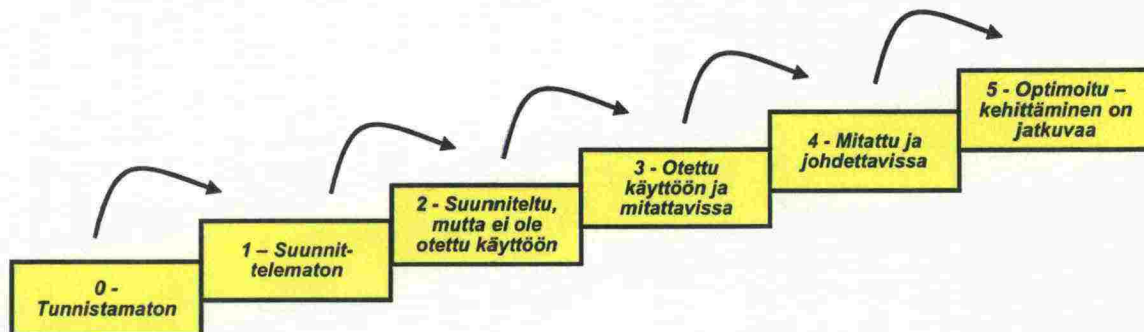 0 -
Tunnistamaton
1 – Suunnit-
telematon
2 - Suunniteltu,
mutta ei ole
otettu käyttöön
3 - Otettu
käyttöön ja
mitattavissa
4 - Mitattu ja
johdettavissa
5 - Optimoitu –
kehittäminen on
jatkuvaa